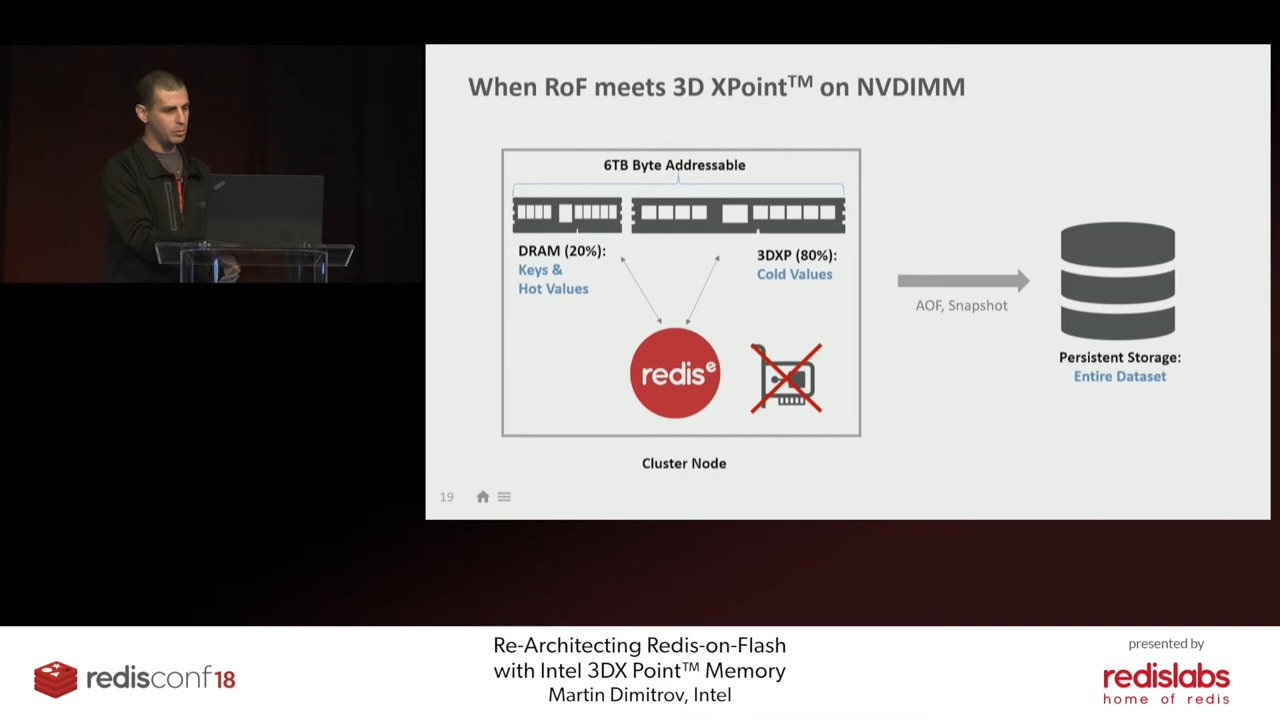 When RoF meets 3D XPoint™ on NVDIMM
6TB Byte Addressable
DRAM (20%):
Keys &
Hot Values
3DXP (80%):
Cold Values
redisᵉ
AOF, Snapshot
Persistent Storage:
Entire Dataset
Cluster Node
19
redisconf18
Re-Architecting Redis-on-Flash
with Intel 3DX Point™ Memory
Martin Dimitrov, Intel
presented by
redislabs
home of redis